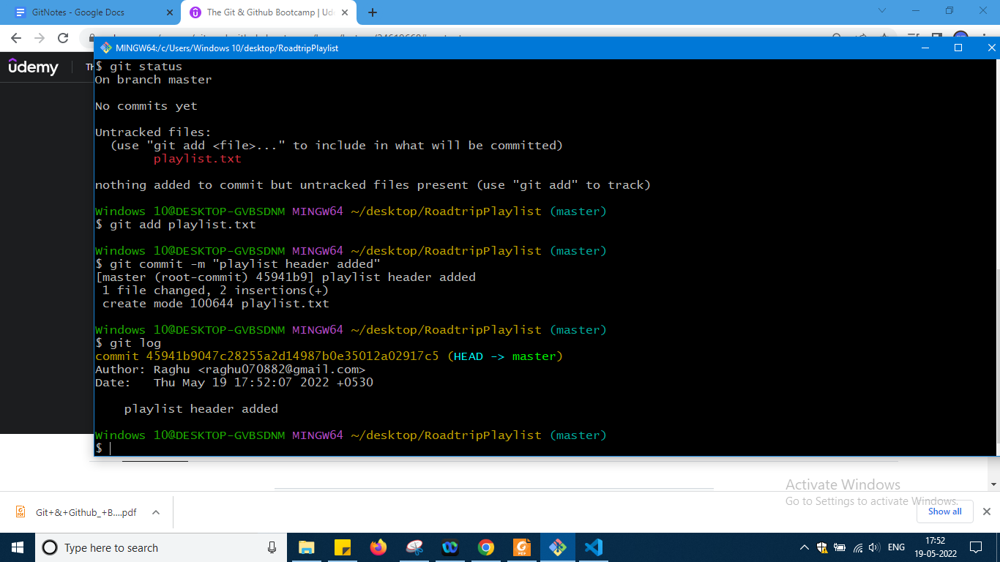 GitNotes - Google Docs
The Git & Github Bootcamp | Ud
MINGW64:/c/Users/Windows 10/desktop/RoadtripPlaylist
ûdemy
Th
$ git status
On branch master
No commits yet
Untracked files:
(use "git add <file>..." to include in what will be committed)
playlist.txt
nothing added to commit but untracked files present (use "git add" to track)
Windows 10@DESKTOP-GVBSDNM MINGW64 ~/desktop/RoadtripPlaylist (master)
$ git add playlist.txt
Windows 10@DESKTOP-GVBSDNM MINGW64 ~/desktop/RoadtripPlaylist (master)
$ git commit -m "playlist header added"
[master (root-commit) 45941b9] playlist header added
1 file changed, 2 insertions(+)
create mode 100644 playlist.txt
Windows 10@DESKTOP-GVBSDNM MINGW64 ~/desktop/RoadtripPlaylist (master)
$ git log
commit 45941b9047c28255a2d14987b0e35012a02917c5 (HEAD -> master)
Author: Raghu <raghu070882@gmail.com>
Date:   Thu May 19 17:52:07 2022 +0530
playlist header added
Windows 10@DESKTOP-GVBSDNM MINGW64 ~/desktop/RoadtripPlaylist (master)
$
Activate Windows
Go to Settings to activate Windows.
Git+&+Github_+B....pdf
Show all
Type here to search
ENG
17:52
19-05-2022